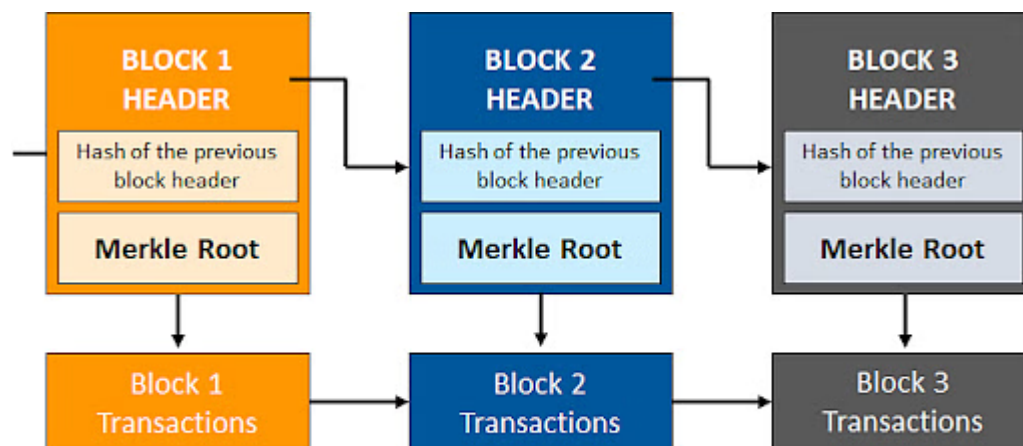 BLOCK 1
HEADER
Hash of the previous
block header
Merkle Root
BLOCK 2
HEADER
Hash of the previous
block header
Merkle Root
BLOCK 3
HEADER
Hash of the previous
block header
Merkle Root
Block 1
Transactions
Block 2
Transactions
Block 3
Transactions